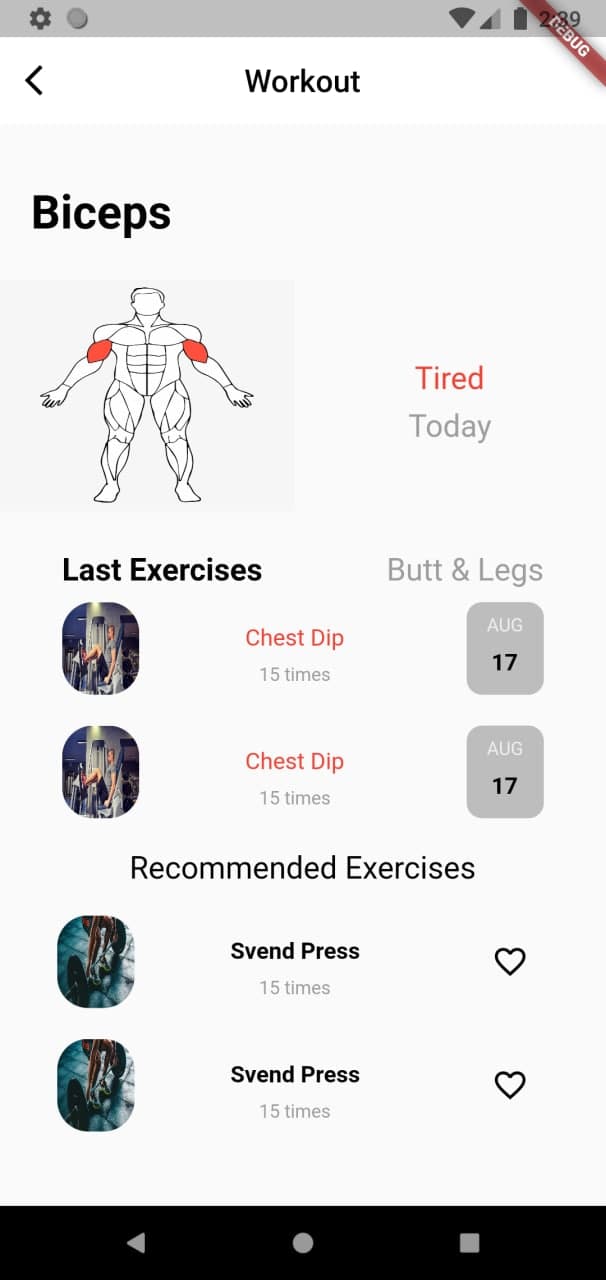 2:39
DEBUG
Workout
Biceps
Tired
Today
Last Exercises Butt & Legs
Chest Dip
15 times
AUG
17
Chest Dip
15 times
AUG
17
Recommended Exercises
Svend Press
15 times
Svend Press
15 times